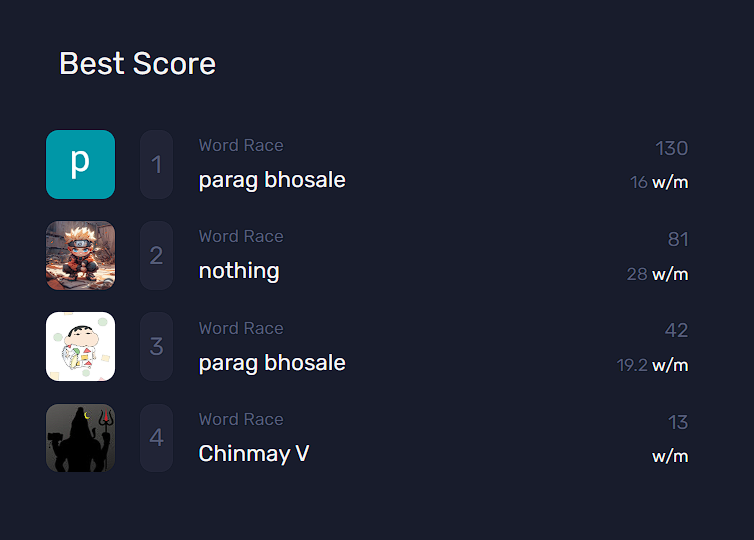 Best Score
p
1
Word Race
parag bhosale
130
16 w/m
2
Word Race
nothing
81
28 w/m
3
Word Race
parag bhosale
42
19.2 w/m
4
Word Race
Chinmay V
13
w/m